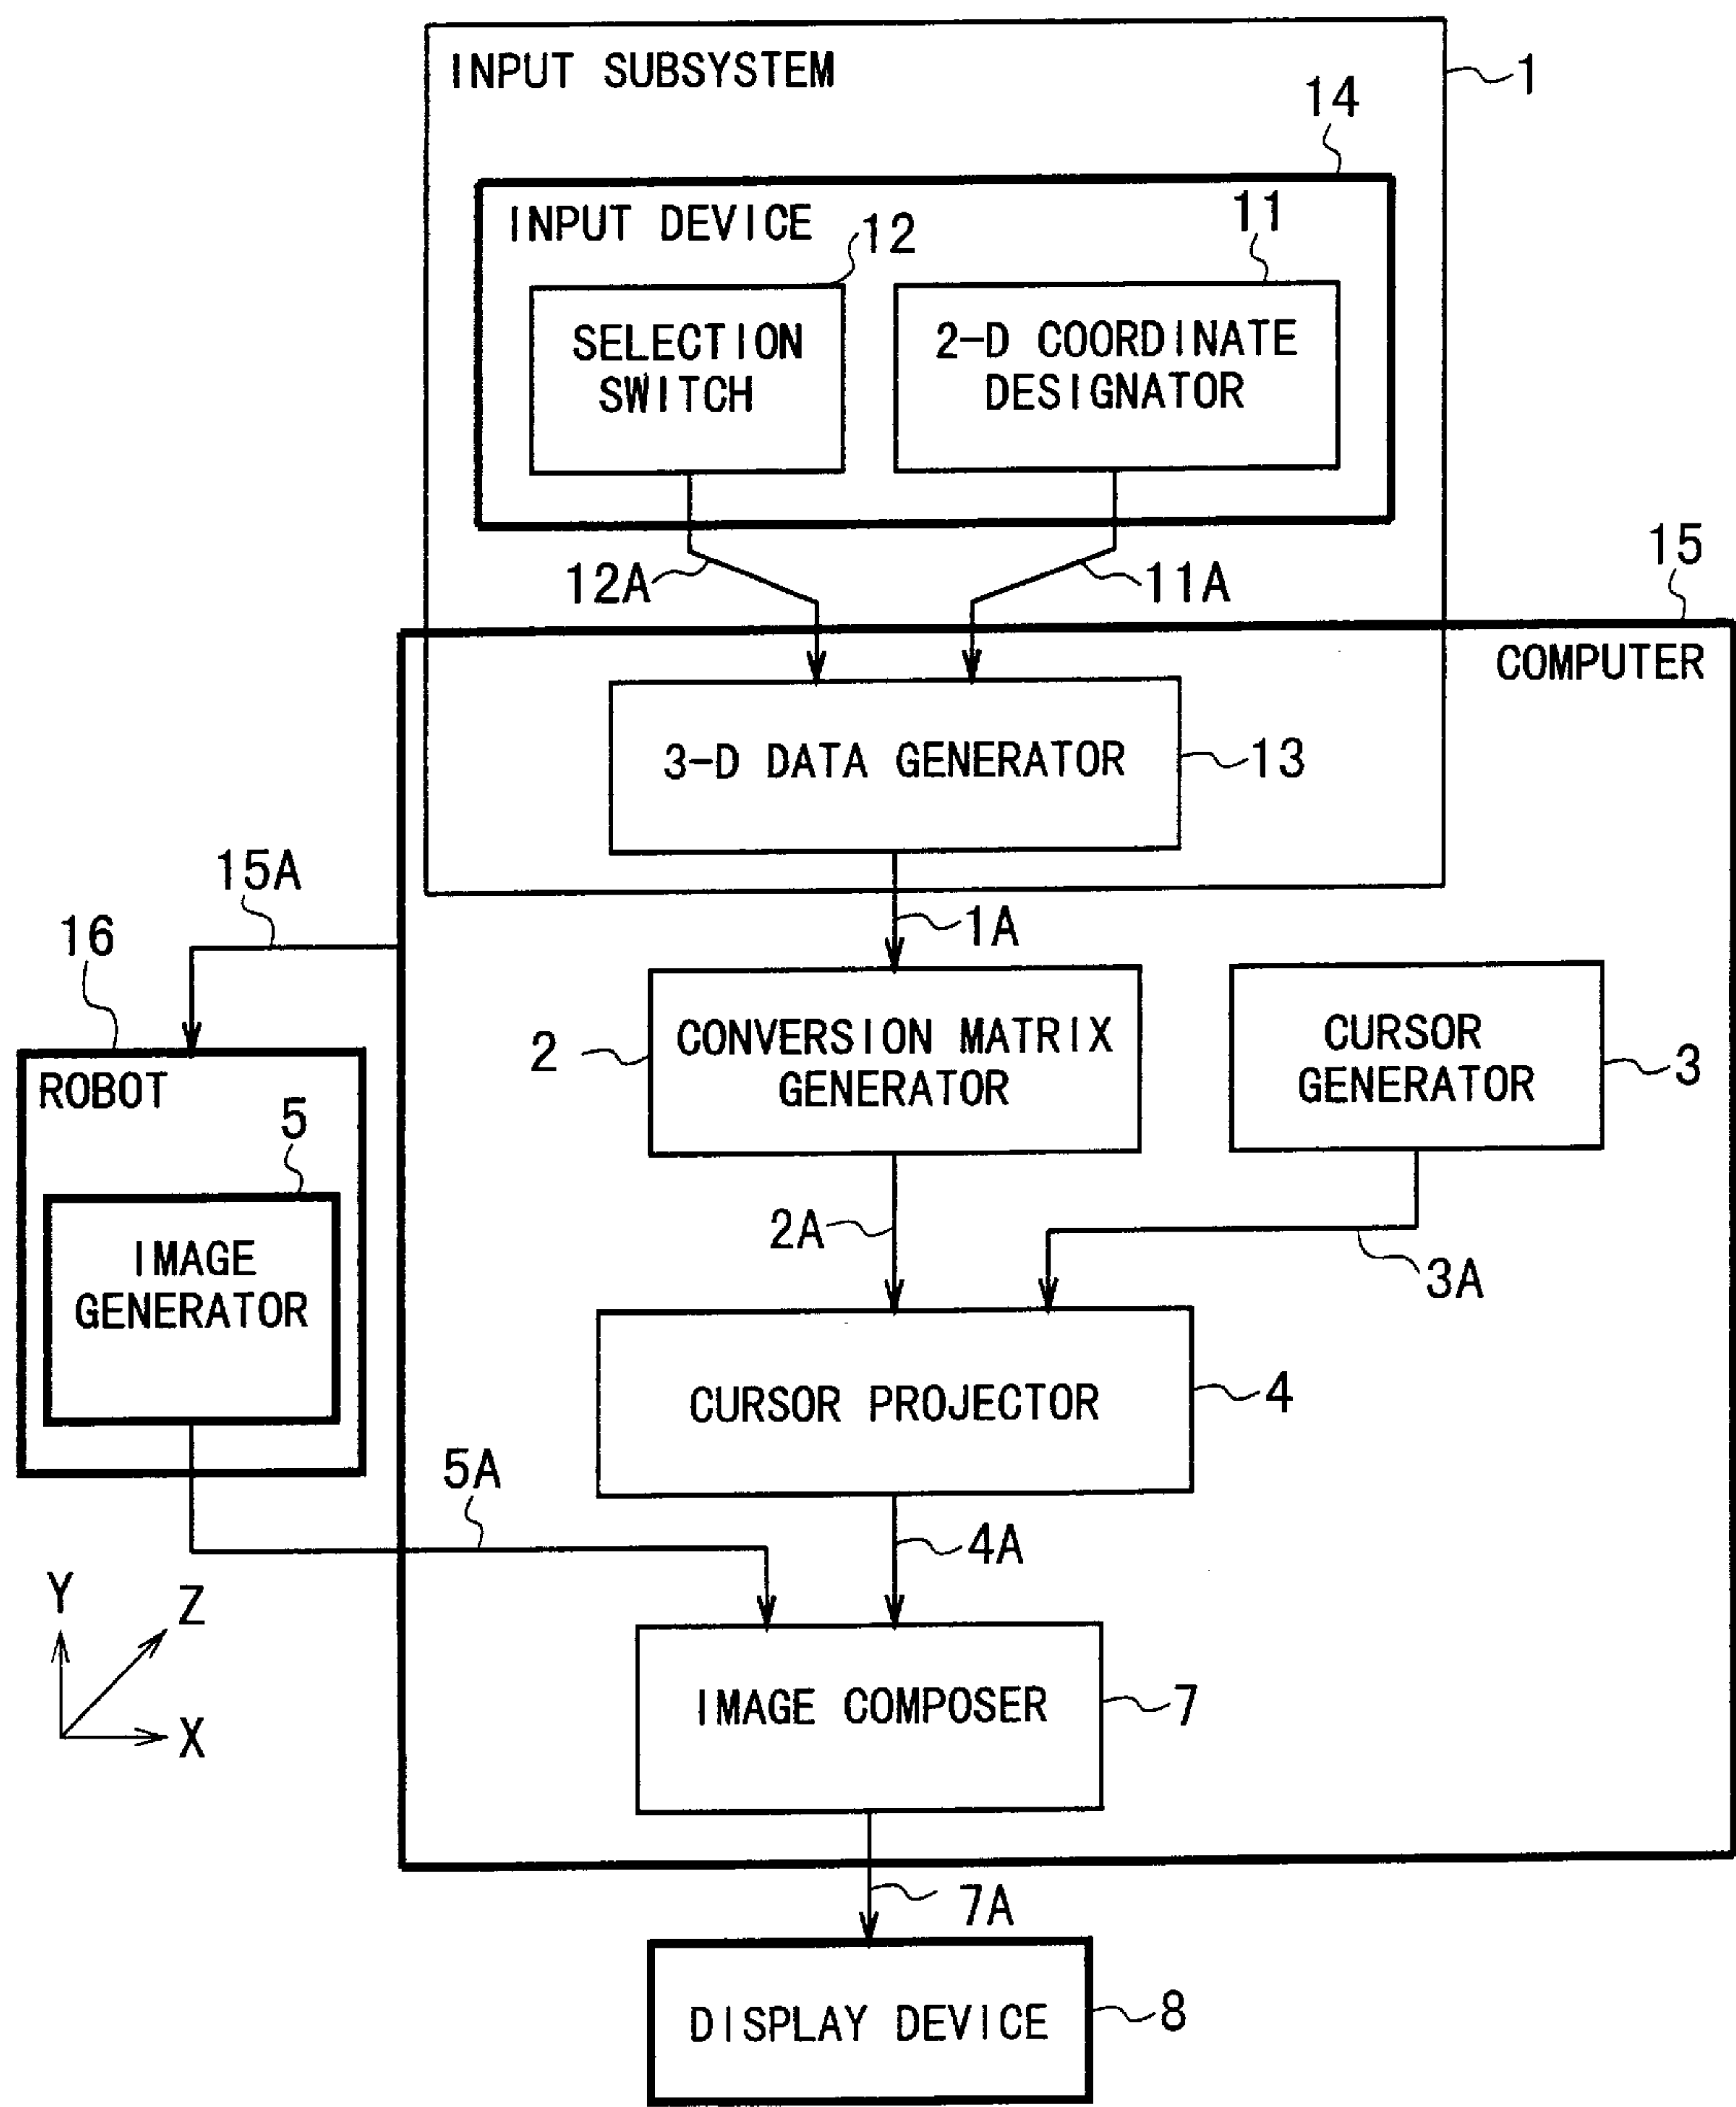 INPUT SUBSYSTEM
1
14
INPUT DEVICE
12
11
SELECTION
SWITCH
2-D COORDINATE
DESIGNATOR
12A
11A
15
COMPUTER
3-D DATA GENERATOR
13
15A
1A
16
2
CONVERSION MATRIX
GENERATOR
CURSOR
GENERATOR
3
ROBOT
5
IMAGE
GENERATOR
2A
3A
CURSOR PROJECTOR
4
5A
4A
Y
Z
X
IMAGE COMPOSER
7
7A
DISPLAY DEVICE
8